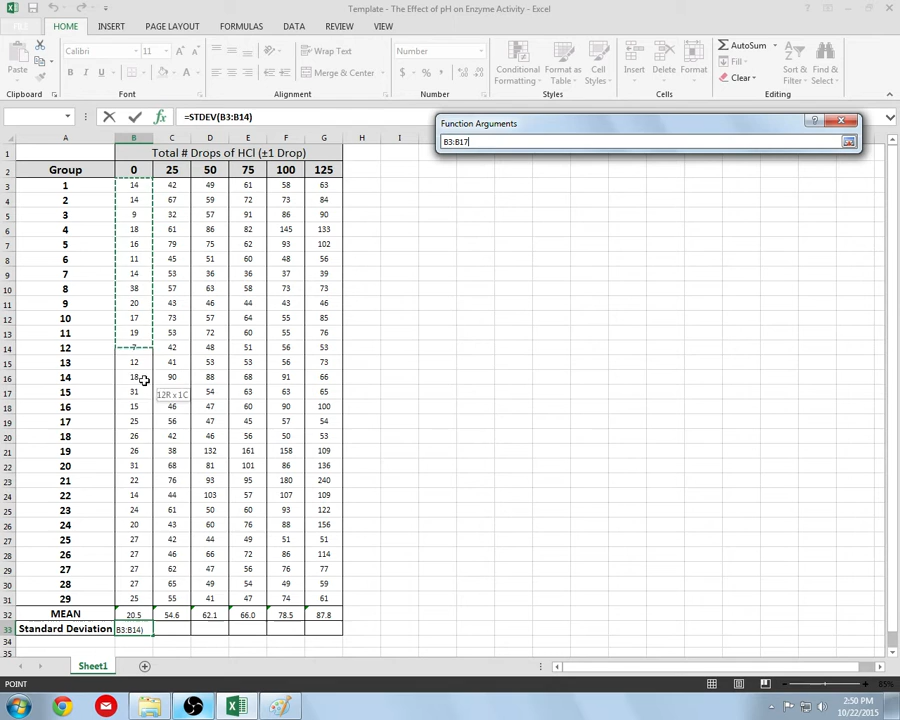 Template - The Effect of pH on Enzyme Activity - Excel
FILE HOME INSERT PAGE LAYOUT FORMULAS DATA REVIEW VIEW Sign in
Paste Calibri 11 Wrap Text Number Conditional Formatting Format as Table Cell Styles Insert Delete Format AutoSum Fill Clear Sort & Filter Find & Select
B I U A Merge & Center $ % ,
Clipboard Font Alignment Number Styles Cells Editing
=STDEV(B3:B14)
Function Arguments
B3:B17
A B C D E F G H I
1 Total # Drops of HCl (±1 Drop)
2 Group 0 25 50 75 100 125
3 1 14 42 49 61 58 63
4 2 14 67 59 72 73 84
5 3 9 32 57 91 86 90
6 4 18 61 86 82 145 133
7 5 16 79 75 62 93 102
8 6 11 45 51 60 48 56
9 7 14 53 36 36 37 39
10 8 38 57 63 58 73 73
11 9 20 43 46 44 43 46
12 10 17 73 57 64 55 85
13 11 19 53 72 60 55 76
14 12 7 42 48 51 56 53
15 13 12 41 53 53 56 73
16 14 18 90 88 68 91 66
17 15 31 54 63 63 65
12R x 1C
18 16 15 46 47 60 90 100
19 17 25 56 47 45 57 54
20 18 26 42 46 56 50 53
21 19 26 38 132 161 158 109
22 20 31 68 81 101 86 136
23 21 22 76 93 95 180 240
24 22 14 44 103 57 107 109
25 23 24 61 50 60 93 122
26 24 20 43 60 76 88 156
27 25 27 42 44 49 51 51
28 26 27 46 66 72 86 114
29 27 27 62 47 56 76 77
30 28 27 65 49 54 49 59
31 29 25 55 41 47 74 61
32 MEAN 20.5 54.6 62.1 66.0 78.5 87.8
33 Standard Deviation B3:B14)
34
35
Sheet1
POINT 85%
2:50 PM
10/22/2015